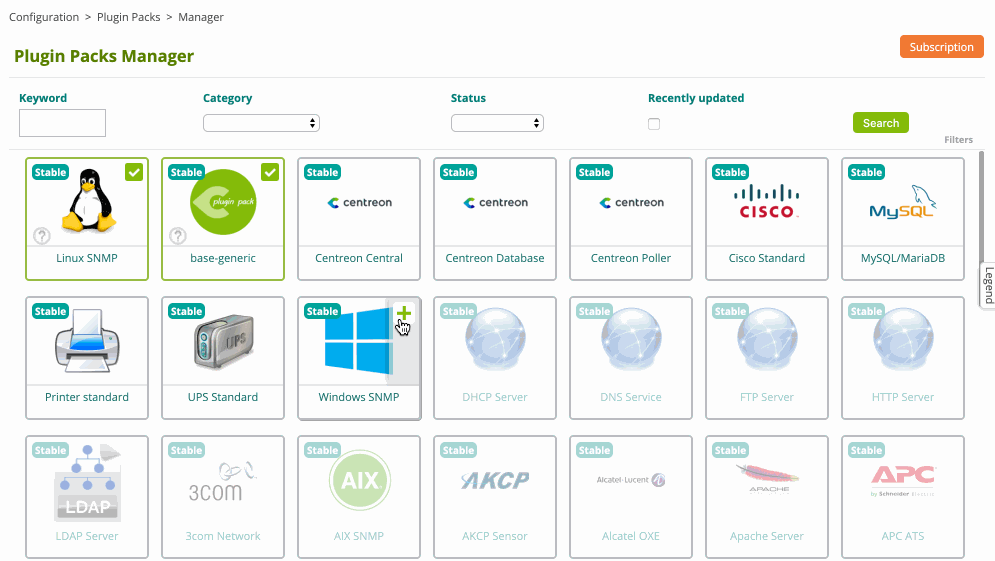 Configuration > Plugin Packs > Manager
Plugin Packs Manager
Subscription
Keyword
Category
Status
Recently updated
Search
Filters
Stable
Stable
Stable
Stable
Stable
Stable
Stable
plugin pack
centreon
centreon
centreon
CISCO
MySQL
?
?
Linux SNMP
base-generic
Centreon Central
Centreon Database
Centreon Poller
Cisco Standard
MySQL/MariaDB
Legend
Stable
Stable
Stable
Stable
Stable
Stable
Stable
UPS
Printer standard
UPS Standard
Windows SNMP
DHCP Server
DNS Service
FTP Server
HTTP Server
Stable
Stable
Stable
Stable
Stable
Stable
Stable
LDAP
3com
AIX
AKCP
Alcatel·Lucent
APACHE
APC
by Schneider Electric
LDAP Server
3com Network
AIX SNMP
AKCP Sensor
Alcatel OXE
Apache Server
APC ATS